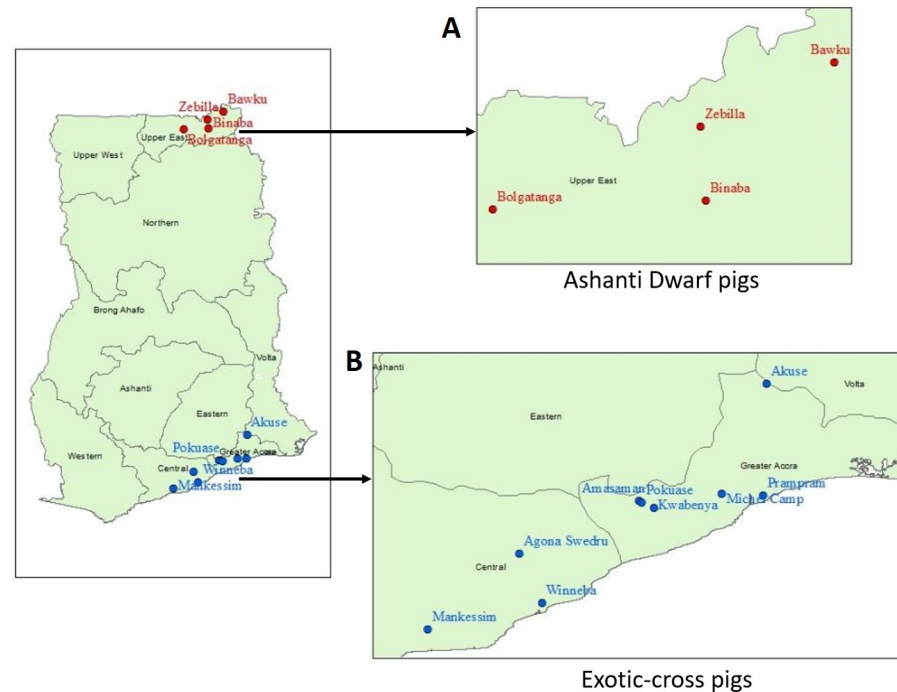 A
Zebilla
Bawku
Binaba
Upper East
Bolgatanga
Upper West
Northern
Brong Ahafo
Volta
Ashanti
Eastern
Akuse
Pokuase
Greater Accra
Western
Central
Winneba
Mankessim
Bawku
Zebilla
Upper East
Binaba
Bolgatanga
Ashanti Dwarf pigs
B
Ashanti
Akuse
Volta
Eastern
Greater Accra
Amasaman
Pokuase
Prampram
Michel Camp
Kwabenya
Agona Swedru
Central
Winneba
Mankessim
Exotic-cross pigs